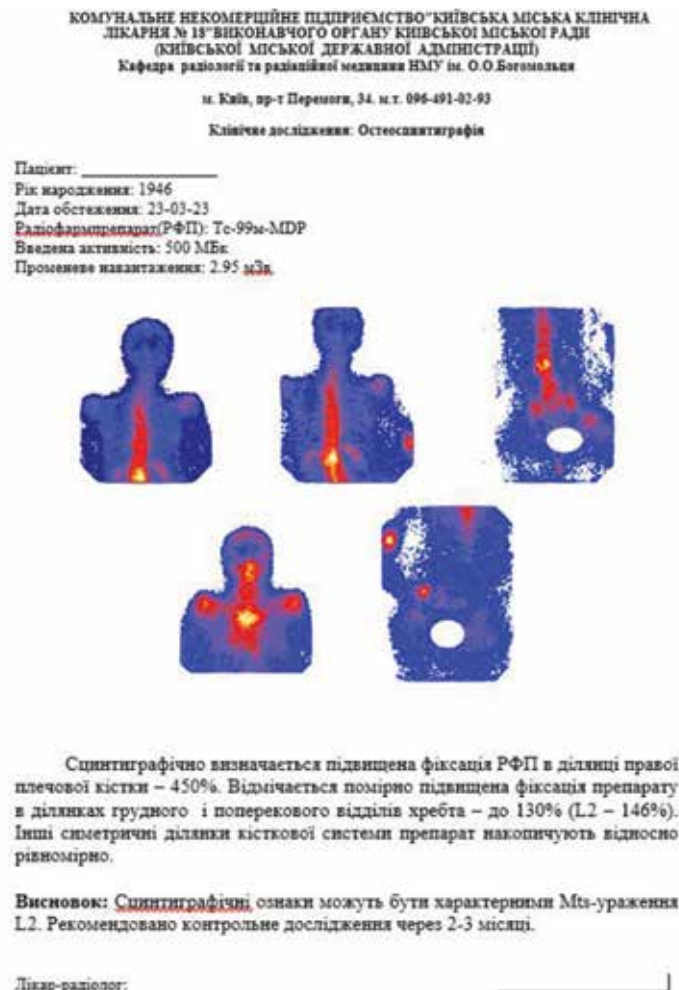 КОМУНАЛЬНЕ НЕКОМЕРЦІЙНЕ ПІДПРИЄМСТВО"КИЇВСЬКА МІСЬКА КЛІНІЧНА
ЛІКАРНЯ № 18"ВИКОНАВЧОГО ОРГАНУ КИЇВСЬКОЇ МІСЬКОЇ РАДИ
(КИЇВСЬКОЇ МІСЬКОЇ ДЕРЖАВНОЇ АДМІНІСТРАЦІЇ)
Кафедра радіології та радіаційної медицини НМУ ім. О.О.Богомольця
м. Київ, пр-т Перемоги, 34. м.т. 096-491-02-93
Клінічне дослідження: Остеосцинтиграфія
Пацієнт: ________________
Рік народження: 1946
Дата обстеження: 23-03-23
Радіофармпрепарат(РФП): Тс-99м-MDP
Введена активність: 500 МБк
Променеве навантаження: 2.95 мЗв
Сцинтиграфічно визначається підвищена фіксація РФП в ділянці правої
плечової кістки – 450%. Відмічається помірно підвищена фіксація препарату
в ділянках грудного і поперекового відділів хребта – до 130% (L2 – 146%).
Інші симетричні ділянки кісткової системи препарат накопичують відносно
рівномірно.
Висновок: Сцинтиграфічні ознаки можуть бути характерними Mts-ураження
L2. Рекомендовано контрольне дослідження через 2-3 місяці.
Лікар-радіолог: ____________________